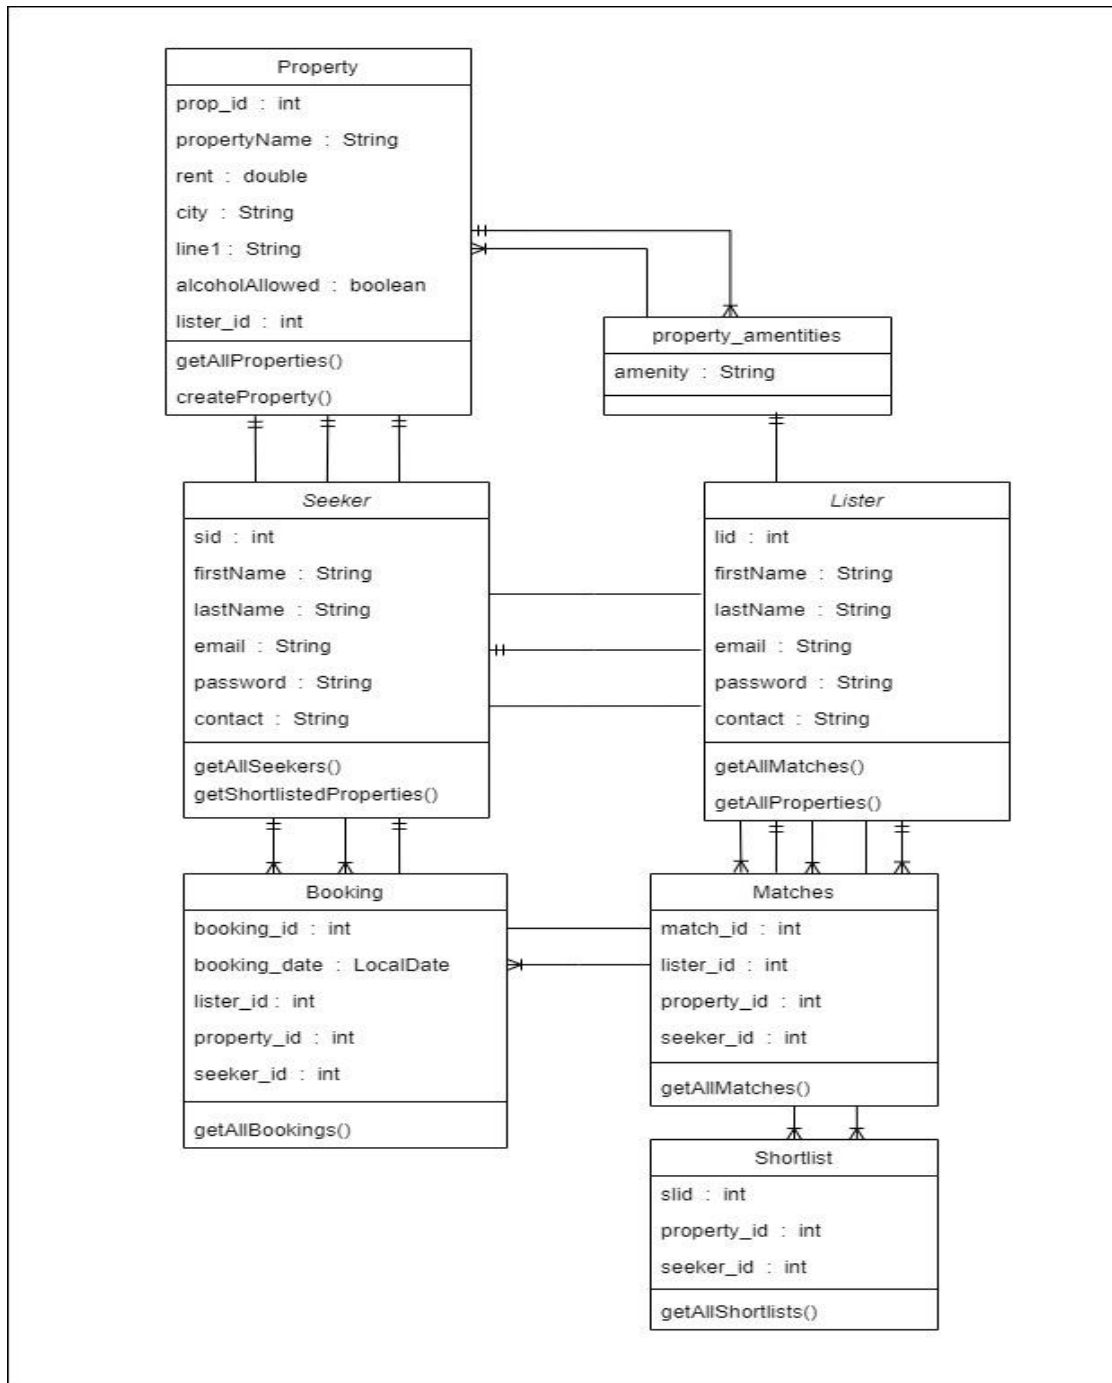 Property
prop_id : int
propertyName : String
rent : double
city : String
line1 : String
alcoholAllowed : boolean
lister_id : int
getAllProperties()
createProperty()
property_amentities
amenity : String
Seeker
sid : int
firstName : String
lastName : String
email : String
password : String
contact : String
getAllSeekers()
getShortlistedProperties()
Lister
lid : int
firstName : String
lastName : String
email : String
password : String
contact : String
getAllMatches()
getAllProperties()
Booking
booking_id : int
booking_date : LocalDate
lister_id : int
property_id : int
seeker_id : int
getAllBookings()
Matches
match_id : int
lister_id : int
property_id : int
seeker_id : int
getAllMatches()
Shortlist
slid : int
property_id : int
seeker_id : int
getAllShortlists()